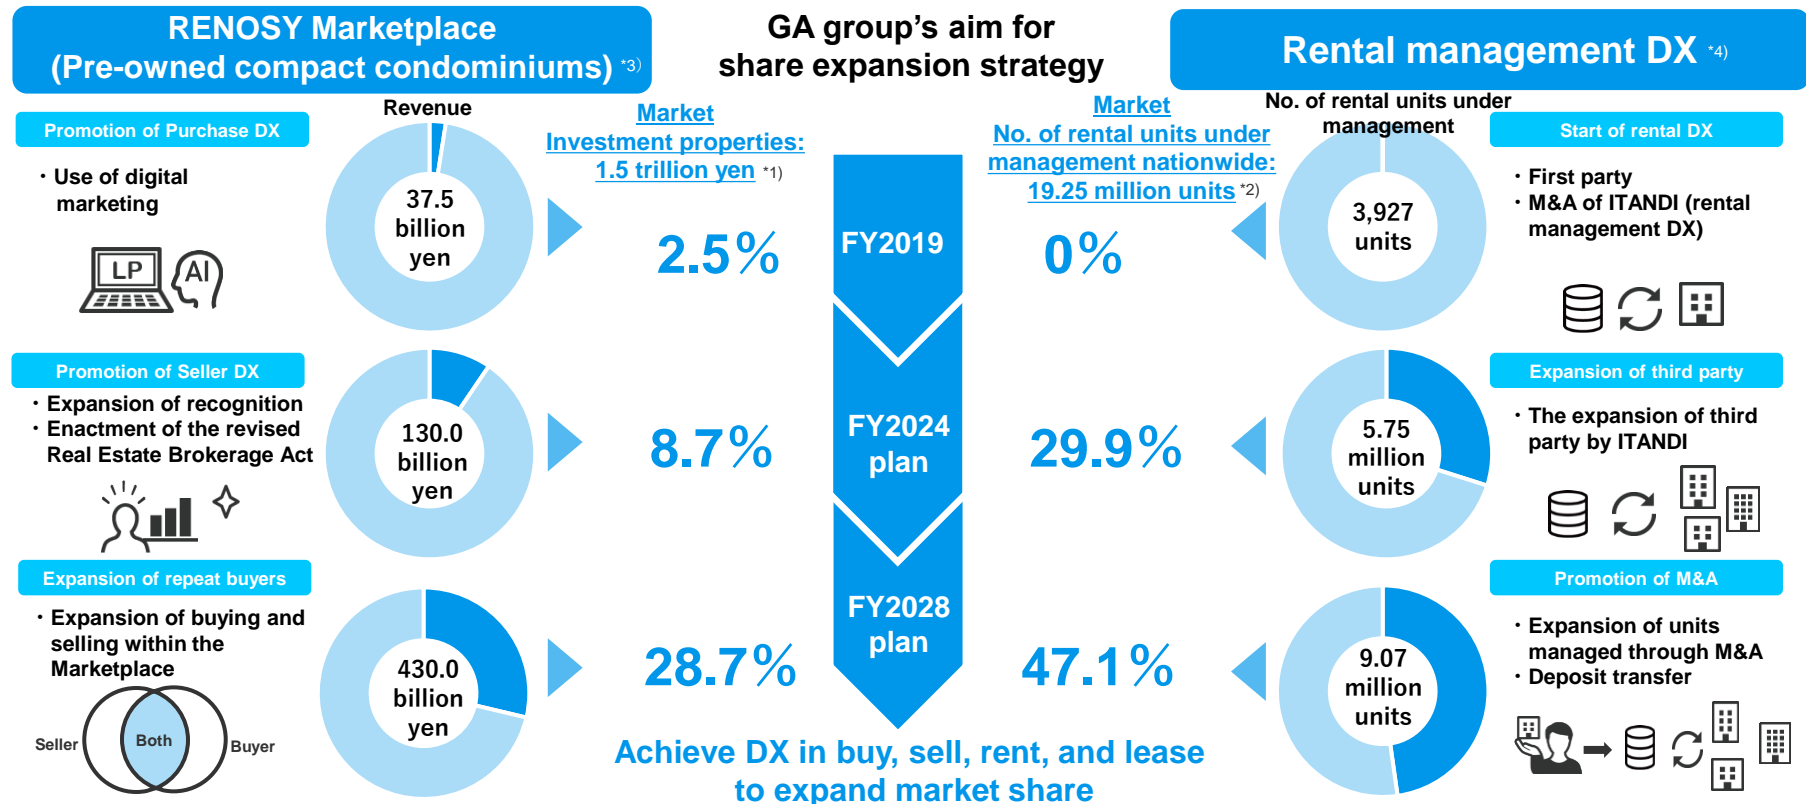 RENOSY Marketplace
(Pre-owned compact condominiums) *3)
GA group's aim for
share expansion strategy
Rental management DX *4)
Promotion of Purchase DX
・Use of digital
marketing
LP
AI
Revenue
37.5
billion
yen
Market
Investment properties:
1.5 trillion yen *1)
2.5%
FY2019
Market
No. of rental units under
management nationwide:
19.25 million units *2)
0%
No. of rental units under
management
3,927
units
Start of rental DX
・First party
・M&A of ITANDI (rental
management DX)
Promotion of Seller DX
・Expansion of recognition
・Enactment of the revised
Real Estate Brokerage Act
130.0
billion
yen
8.7%
FY2024
plan
29.9%
5.75
million
units
Expansion of third party
・The expansion of third
party by ITANDI
Expansion of repeat buyers
・Expansion of buying and
selling within the
Marketplace
Seller
Both
Buyer
430.0
billion
yen
28.7%
FY2028
plan
47.1%
9.07
million
units
Promotion of M&A
・Expansion of units
managed through M&A
・Deposit transfer
Achieve DX in buy, sell, rent, and lease
to expand market share